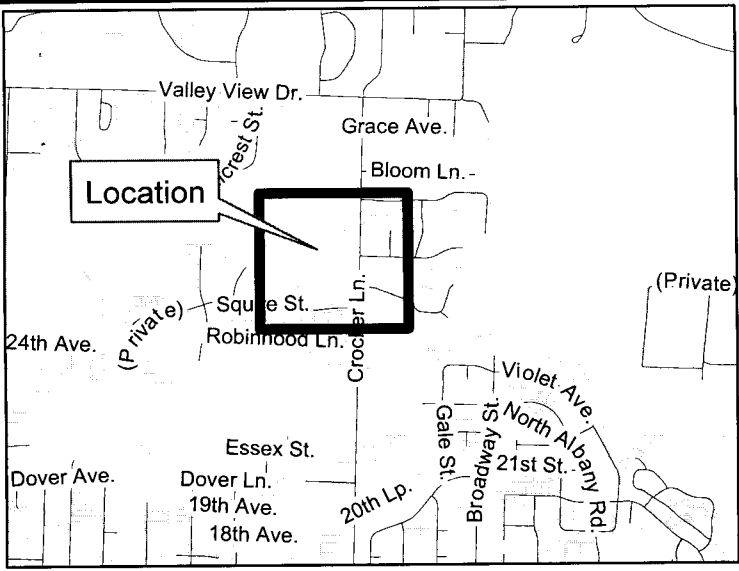 Valley View Dr.
Grace Ave.
crest St.
Bloom Ln.
Location
(Private)
(Private)
Squire St.
Crocker Ln.
24th Ave.
Robinhood Ln.
Violet Ave.
North Albany Rd.
Gale St.
Broadway St.
21st St.
Essex St.
Dover Ave.
Dover Ln.
19th Ave.
20th Lp.
18th Ave.